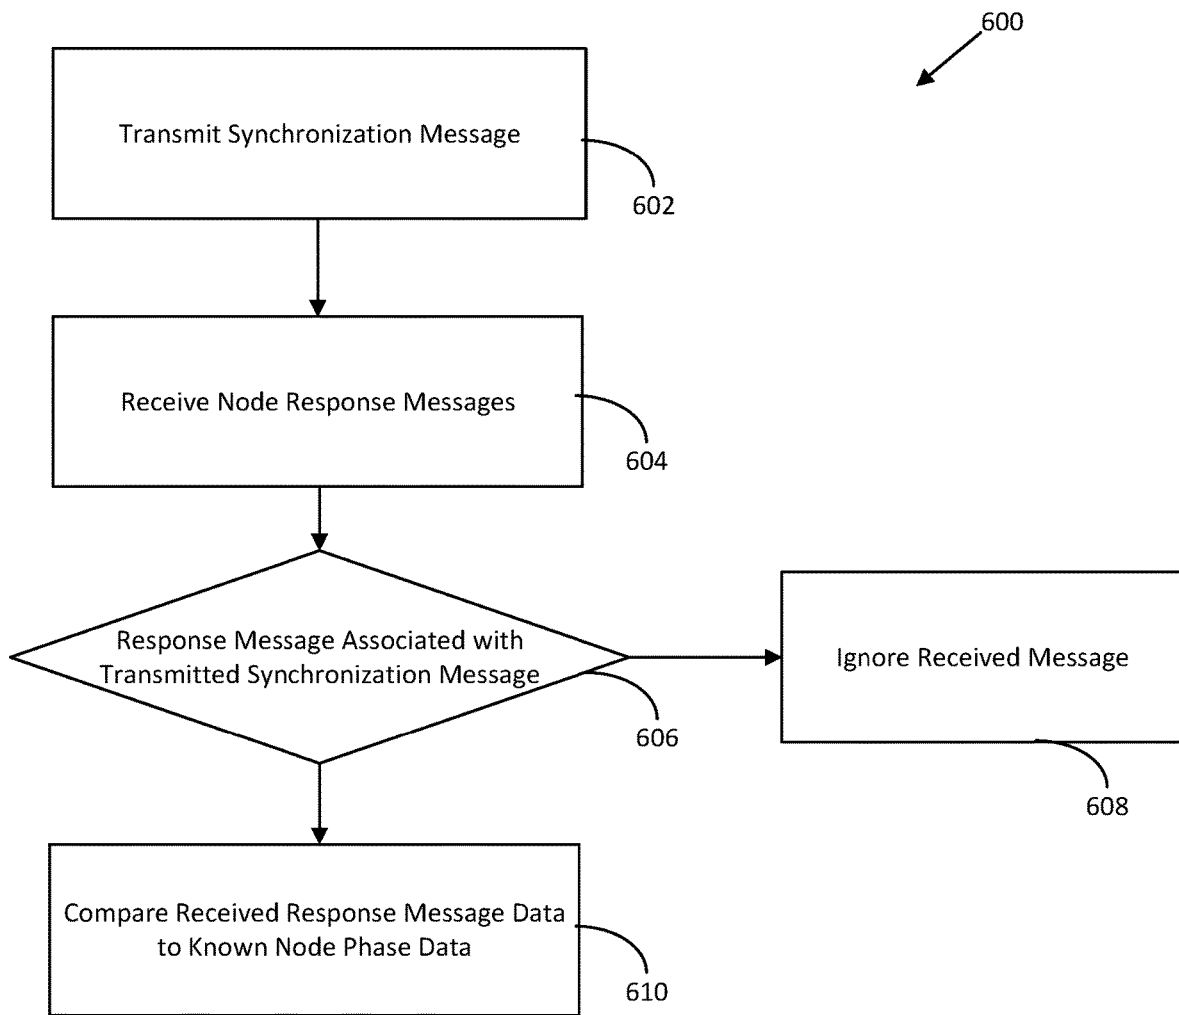 600
Transmit Synchronization Message
602
Receive Node Response Messages
604
Response Message Associated with
Transmitted Synchronization Message
606
Ignore Received Message
608
Compare Received Response Message Data
to Known Node Phase Data
610